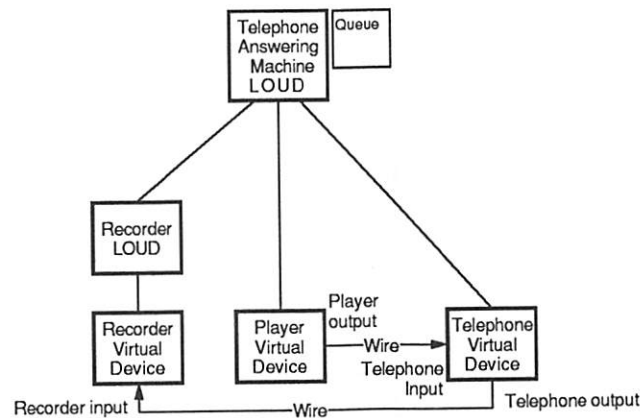 Telephone
Answering
Machine
LOUD
Queue
Recorder
LOUD
Recorder
Virtual
Device
Player
Virtual
Device
Player
output
Wire
Telephone
Input
Telephone
Virtual
Device
Recorder input
Wire
Telephone output